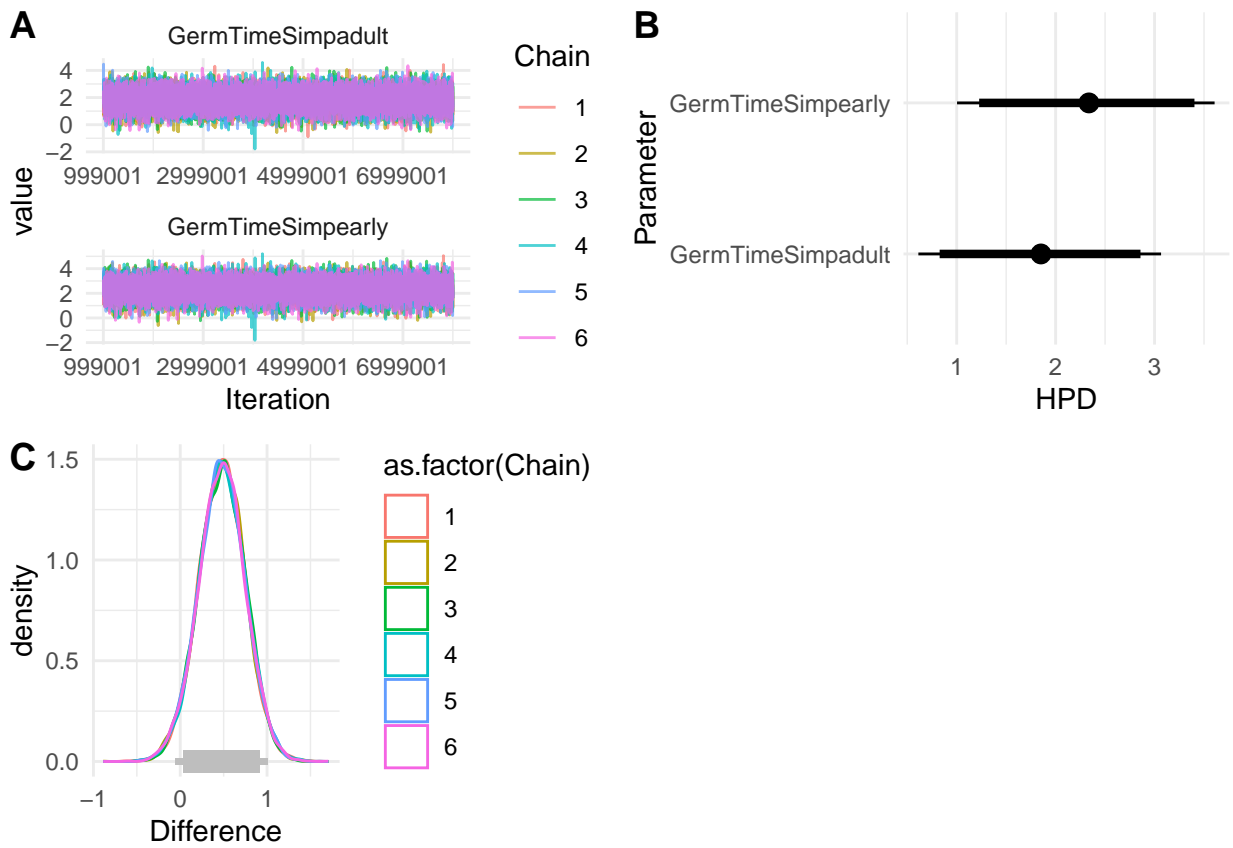 A
GermTimeSimpadult
4
2
0
−2
999001 2999001 4999001 6999001
value
GermTimeSimpearly
4
2
0
−2
999001 2999001 4999001 6999001
Iteration
Chain
1
2
3
4
5
6
B
Parameter
GermTimeSimpearly
GermTimeSimpadult
1 2 3
HPD
C
density
1.5
1.0
0.5
0.0
−1 0 1
Difference
as.factor(Chain)
1
2
3
4
5
6